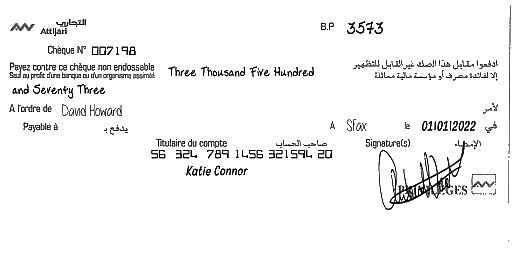 التجاري
Attijari
B.P 3573
Chèque N° 007198
Payez contre ce chèque non endossable
Sauf au profit d'une banque ou d'un organisme assimilé
Three Thousand Five Hundred
ادفعوا مقابل هذا الصك غير القابل للتظهير
إلا لفائدة مصرف أو مؤسسة مالية مماثلة
and Seventy Three
A l'ordre de David Howard
لأمر
Payable à
يدفع بـ
A Sfax le 01/01/2022 في
Titulaire du compte صاحب الحساب
Signature(s) الإمضاء
56 324 789 1456 321594 20
Katie Connor
PRIVILEGES